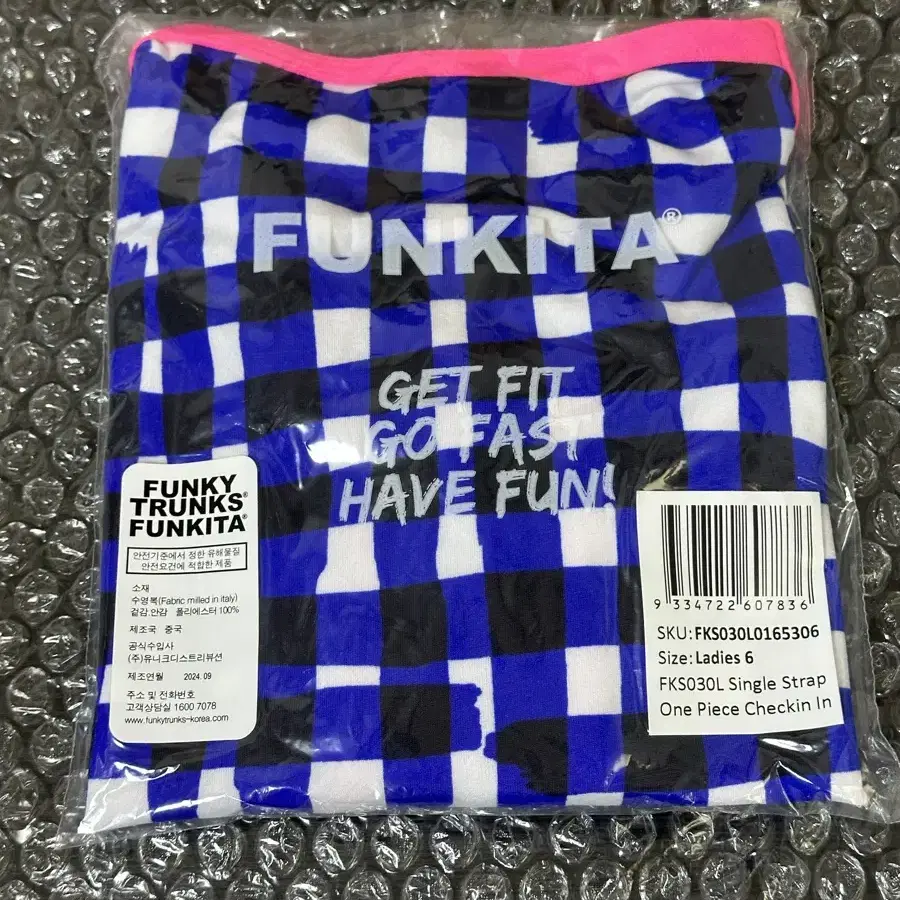 FUNKITA®
GET FIT
GO FAST
HAVE FUN!
FUNKY
TRUNKS®
FUNKITA®
안전기준에서 정한 유해물질
안전요건에 적합한 제품
소재
수영복(Fabric milled in italy)
겉감.안감 폴리에스터 100%
제조국 중국
공식수입사
(주)유니크디스트리뷰션
제조연월 2024. 09
주소 및 전화번호
고객상담실 1600 7078
www.funkytrunks-korea.com
9 334722 607836
SKU: FKS030L0165306
Size: Ladies 6
FKS030L Single Strap
One Piece Checkin In